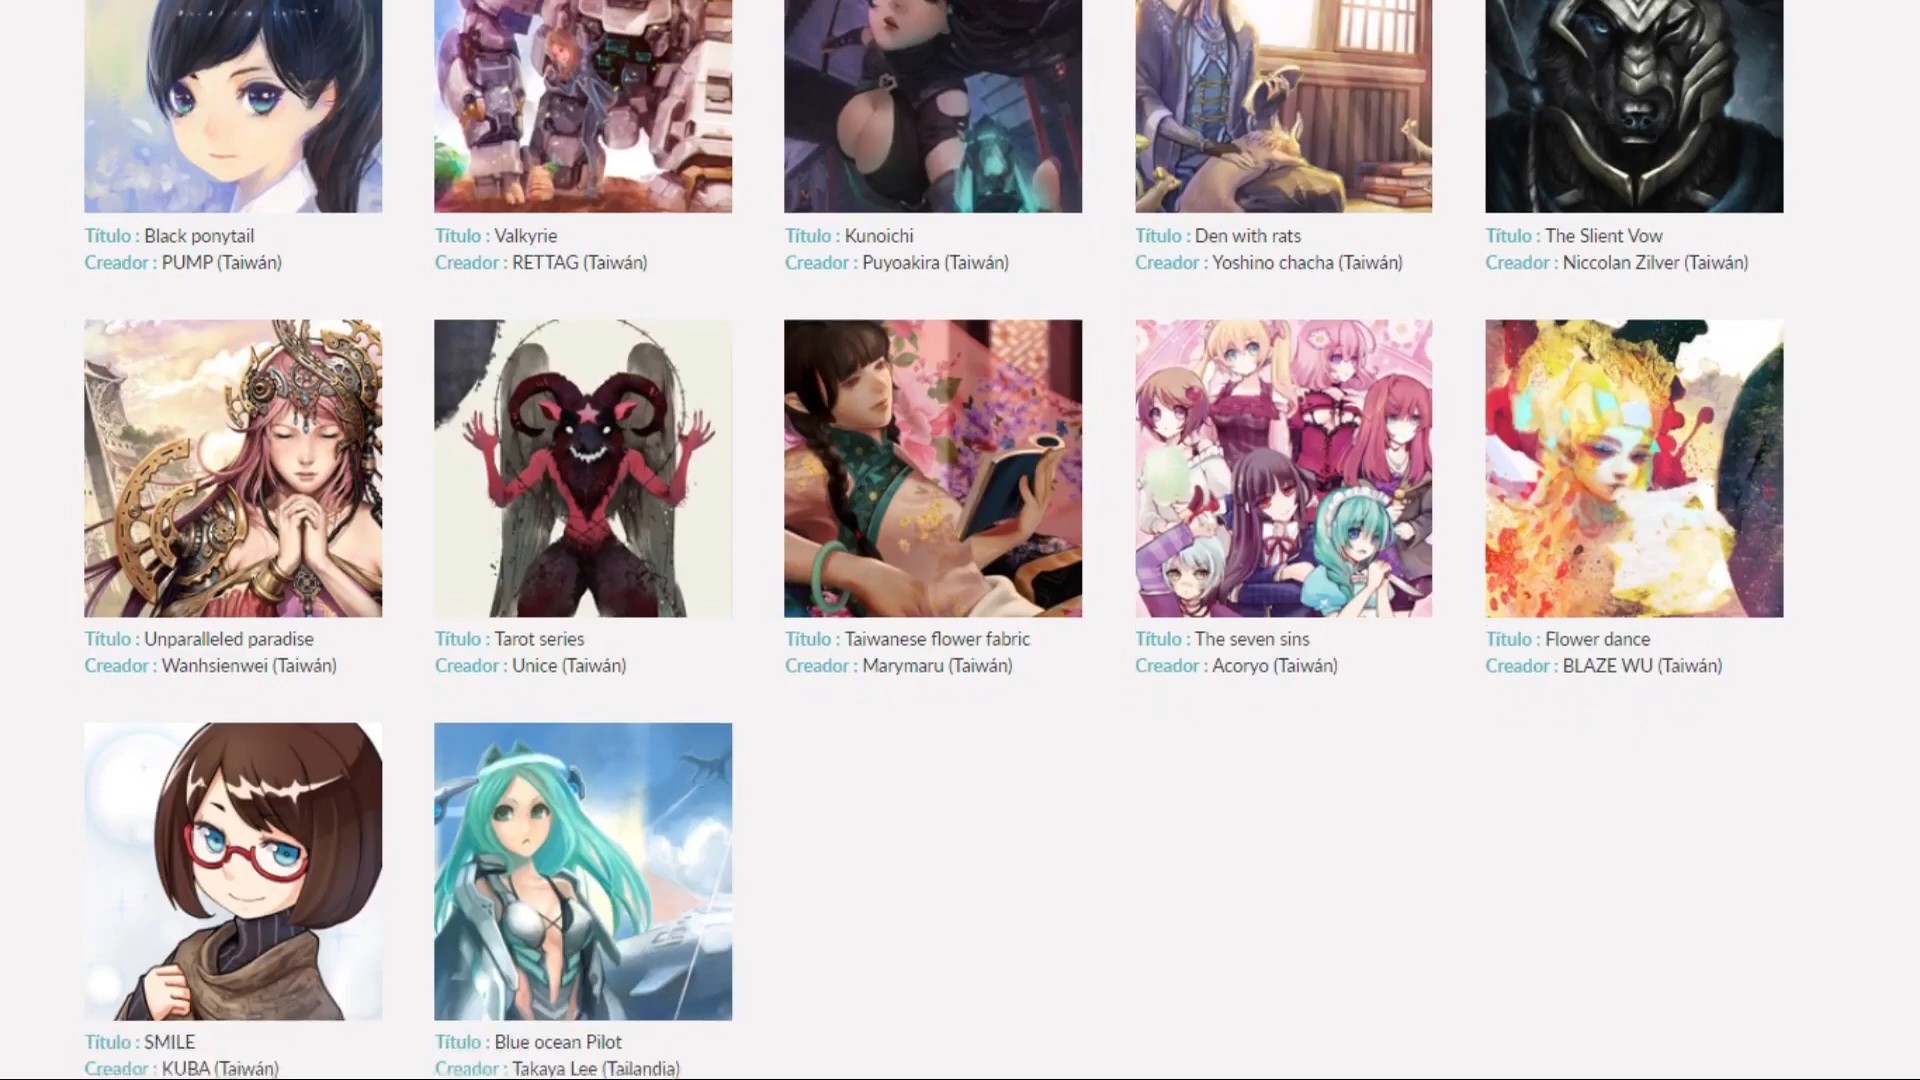 Título : Black ponytail
Creador : PUMP (Taiwán)
Título : Valkyrie
Creador : RETTAG (Taiwán)
Título : Kunoichi
Creador : Puyoakira (Taiwán)
Título : Den with rats
Creador : Yoshino chacha (Taiwán)
Título : The Slient Vow
Creador : Niccolan Zilver (Taiwán)
Título : Unparalleled paradise
Creador : Wanhsienwei (Taiwán)
Título : Tarot series
Creador : Unice (Taiwán)
Título : Taiwanese flower fabric
Creador : Marymaru (Taiwán)
Título : The seven sins
Creador : Acoryo (Taiwán)
Título : Flower dance
Creador : BLAZE WU (Taiwán)
Título : SMILE
Creador : KUBA (Taiwán)
Título : Blue ocean Pilot
Creador : Takaya Lee (Tailandia)